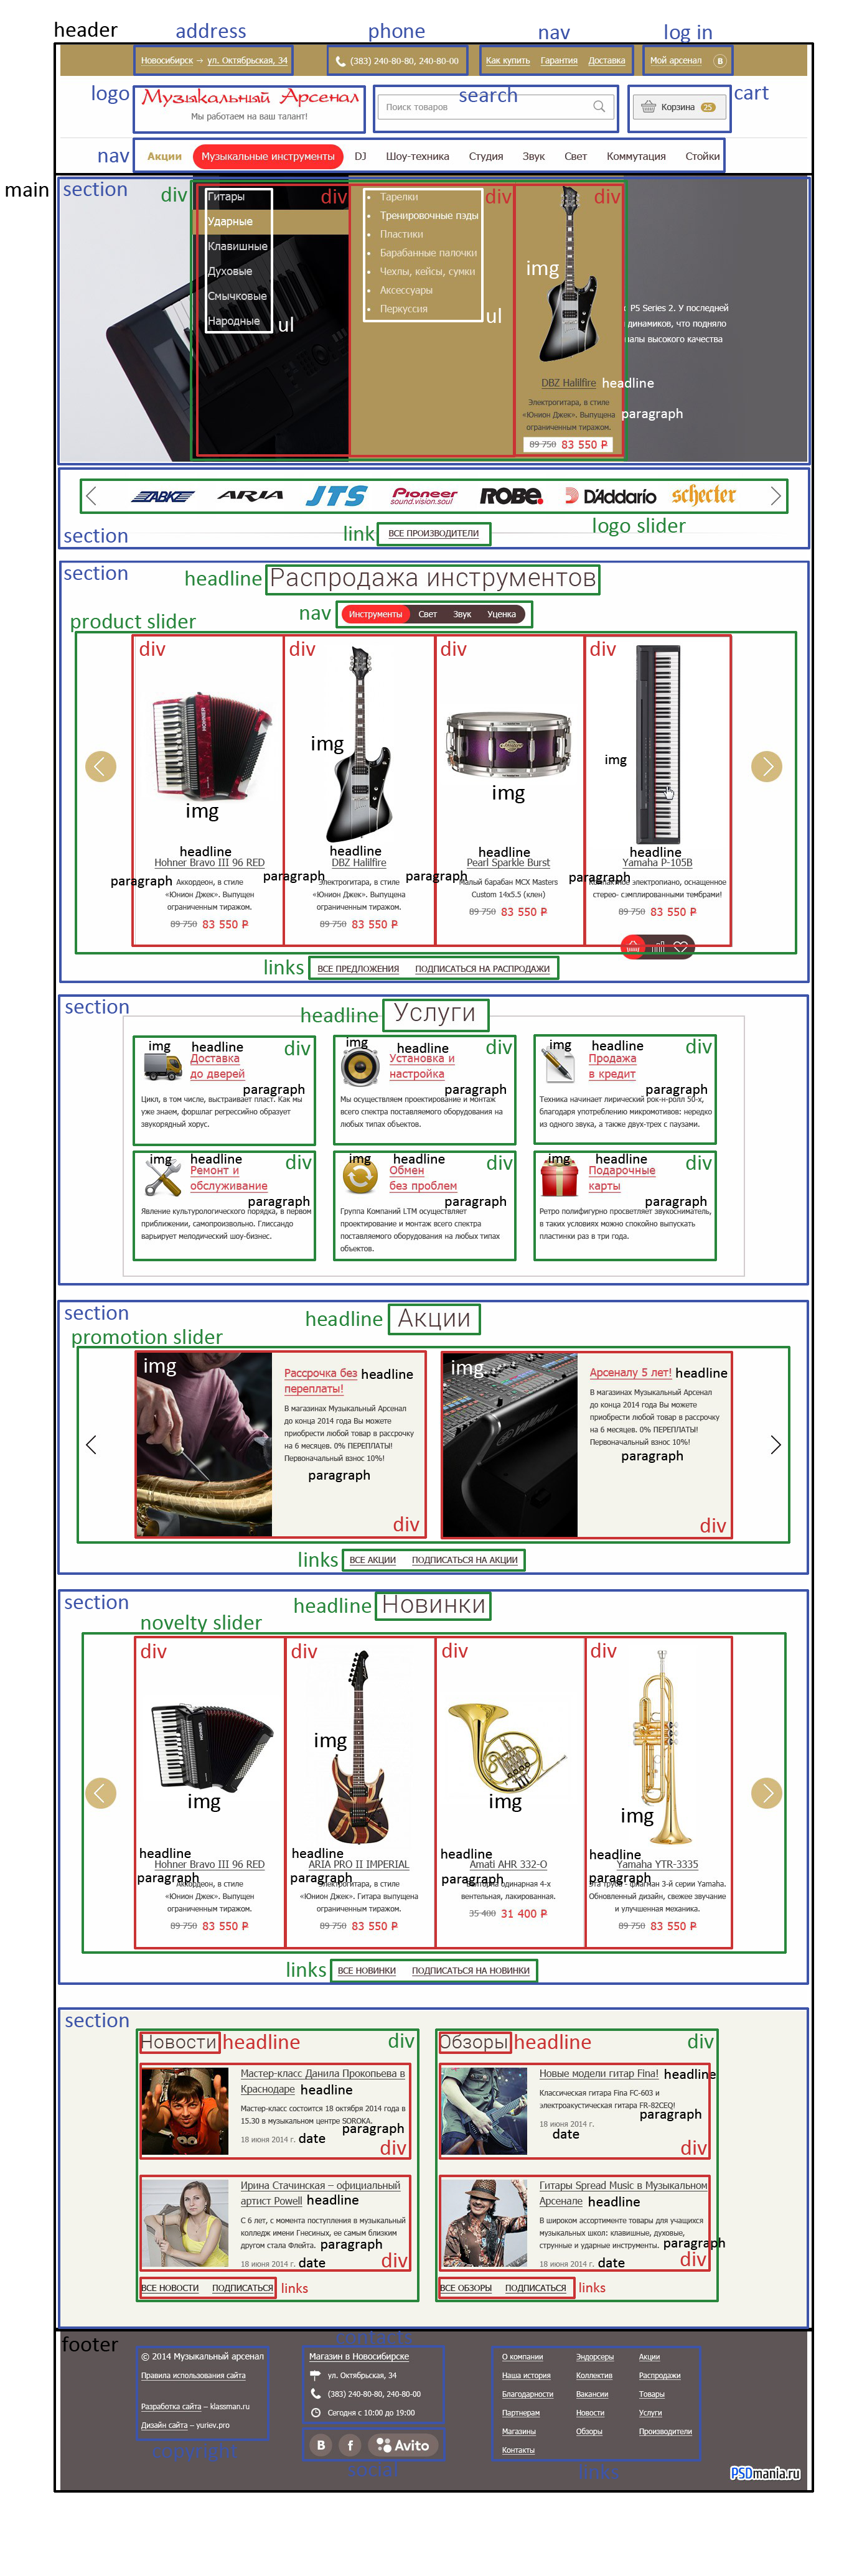 header
address
phone
nav
log in
Новосибирск → ул. Октябрьская, 34
(383) 240-80-80, 240-80-00
Как купить Гарантия Доставка
Мой арсенал В
logo
Музыкальный Арсенал
Мы работаем на ваш талант!
search
Поиск товаров
Корзина 25
cart
nav
Акции Музыкальные инструменты DJ Шоу-техника Студия Звук Свет Коммутация Стойки
main
section
div
div
div
div
Гитары
Ударные
Клавишные
Духовые
Смычковые
Народные
ul
Тарелки
Тренировочные пэды
Пластики
Барабанные палочки
Чехлы, кейсы, сумки
Аксессуары
Перкуссия
ul
img
P5 Series 2. У последней
динамиков, что подняло
высокого качества
DBZ Halilfire
headline
Электрогитара, в стиле
«Юнион Джек». Выпущена
ограниченным тиражом.
paragraph
89 750 83 550 ₽
ABK ARIA JTS Pioneer sound.vision.soul ROBE D'Addario schecter
logo slider
section
link
ВСЕ ПРОИЗВОДИТЕЛИ
section
headline
Распродажа инструментов
nav
Инструменты Свет Звук Уценка
product slider
div
div
div
div
HOHNER
img
img
img
img
headline
headline
headline
headline
Hohner Bravo III 96 RED
DBZ Halilfire
Pearl Sparkle Burst
Yamaha P-105B
paragraph
paragraph
paragraph
paragraph
Аккордеон, в стиле
«Юнион Джек». Выпущен
ограниченным тиражом.
89 750 83 550 ₽
Электрогитара, в стиле
«Юнион Джек». Выпущена
ограниченным тиражом.
89 750 83 550 ₽
Малый барабан MCX Masters
Custom 14x5.5 (клен)
89 750 83 550 ₽
электропиано, оснащенное
стерео- сэмплированными тембрами!
89 750 83 550 ₽
links
ВСЕ ПРЕДЛОЖЕНИЯ ПОДПИСАТЬСЯ НА РАСПРОДАЖИ
section
headline
Услуги
img
headline
div
Доставка
до дверей
paragraph
Цикл, в том числе, выстраивает пласт. Как мы
уже знаем, форшлаг регрессийно образует
звукорядный хорус.
img
headline
div
Установка и
настройка
paragraph
Мы осуществляем проектирование и монтаж
всего спектра поставляемого оборудования на
любых типах объектов.
img
headline
div
Продажа
в кредит
paragraph
Техника начинает лирический рок-н-ролл 50-х,
благодаря употреблению микромотивов: нередко
из одного звука, а также двух-трех с паузами.
img
headline
div
Ремонт и
обслуживание
paragraph
Явление культурологического порядка, в первом
приближении, самопроизвольно. Глиссандо
варьирует мелодический шоу-бизнес.
img
headline
div
Обмен
без проблем
paragraph
Группа Компаний LTM осуществляет
проектирование и монтаж всего спектра
поставляемого оборудования на любых типах
объектов.
img
headline
div
Подарочные
карты
paragraph
Ретро полифигурно просветляет звукосниматель,
в таких условиях можно спокойно выпускать
пластинки раз в три года.
section
headline
Акции
promotion slider
img
Рассрочка без
переплаты!
headline
В магазинах Музыкальный Арсенал
до конца 2014 года Вы можете
приобрести любой товар в рассрочку
на 6 месяцев. 0% ПЕРЕПЛАТЫ!
Первоначальный взнос 10%!
paragraph
div
img
YAMAHA
Арсеналу 5 лет!
headline
В магазинах Музыкальный Арсенал
до конца 2014 года Вы можете
приобрести любой товар в рассрочку
на 6 месяцев. 0% ПЕРЕПЛАТЫ!
Первоначальный взнос 10%!
paragraph
div
links
ВСЕ АКЦИИ ПОДПИСАТЬСЯ НА АКЦИИ
section
headline
Новинки
novelty slider
div
div
div
div
img
img
img
img
headline
headline
headline
headline
Hohner Bravo III 96 RED
ARIA PRO II IMPERIAL
Amati AHR 332-O
Yamaha YTR-3335
paragraph
paragraph
paragraph
paragraph
Аккордеон, в стиле
«Юнион Джек». Выпущен
ограниченным тиражом.
89 750 83 550 ₽
Электрогитара, в стиле
«Юнион Джек». Гитара выпущена
ограниченным тиражом.
89 750 83 550 ₽
Валторна одинарная 4-х
вентельная, лакированная.
35 400 31 400 ₽
Эта труба - флагман 3-й серии Yamaha.
Обновленный дизайн, свежее звучание
и улучшенная механика.
89 750 83 550 ₽
links
ВСЕ НОВИНКИ ПОДПИСАТЬСЯ НА НОВИНКИ
section
Новости
headline
div
Мастер-класс Данила Прокопьева в
Краснодаре
headline
Мастер-класс состоится 18 октября 2014 года в
15.30 в музыкальном центре SOROKA.
paragraph
18 июня 2014 г.
date
div
Ирина Стачинская – официальный
артист Powell
headline
С 6 лет, с момента поступления в музыкальный
колледж имени Гнесиных, ее самым близким
другом стала Флейта.
paragraph
18 июня 2014 г.
date
div
ВСЕ НОВОСТИ ПОДПИСАТЬСЯ
links
Обзоры
headline
div
Новые модели гитар Fina!
headline
Классическая гитара Fina FC-603 и
электроакустическая гитара FR-82CEQ!
paragraph
18 июня 2014 г.
date
div
Гитары Spread Music в Музыкальном
Арсенале
headline
В широком ассортименте товары для учащихся
музыкальных школ: клавишные, духовые,
струнные и ударные инструменты.
paragraph
18 июня 2014 г.
date
div
ВСЕ ОБЗОРЫ ПОДПИСАТЬСЯ
links
footer
© 2014 Музыкальный арсенал
Правила использования сайта
Разработка сайта – klassman.ru
Дизайн сайта – yuriev.pro
copyright
contacts
Магазин в Новосибирске
ул. Октябрьская, 34
(383) 240-80-80, 240-80-00
Сегодня с 10:00 до 19:00
В f Avito
social
О компании Эндорсеры Акции
Наша история Коллектив Распродажи
Благодарности Вакансии Товары
Партнерам Новости Услуги
Магазины Обзоры Производители
Контакты
links
PSDmania.ru